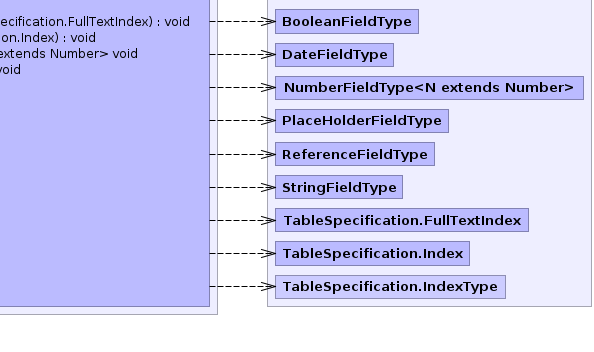 ecification.FullTextIndex) : void
on.Index) : void
extends Number> void
void
BooleanFieldType
DateFieldType
NumberFieldType<N extends Number>
PlaceHolderFieldType
ReferenceFieldType
StringFieldType
TableSpecification.FullTextIndex
TableSpecification.Index
TableSpecification.IndexType